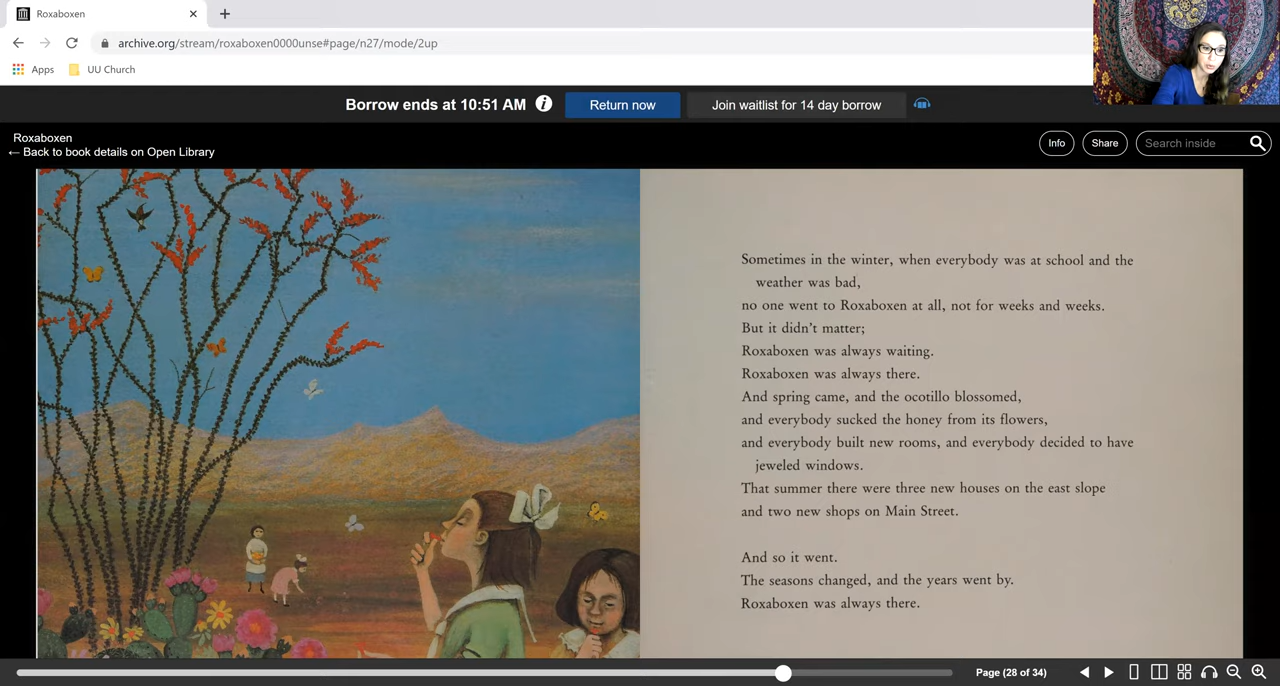 Roxaboxen
archive.org/stream/roxaboxen0000unse#page/n27/mode/2up
Apps
UU Church
Borrow ends at 10:51 AM
Return now
Join waitlist for 14 day borrow
Roxaboxen
← Back to book details on Open Library
Info
Share
Search inside
Sometimes in the winter, when everybody was at school and the
weather was bad,
no one went to Roxaboxen at all, not for weeks and weeks.
But it didn't matter;
Roxaboxen was always waiting.
Roxaboxen was always there.
And spring came, and the ocotillo blossomed,
and everybody sucked the honey from its flowers,
and everybody built new rooms, and everybody decided to have
jeweled windows.
That summer there were three new houses on the east slope
and two new shops on Main Street.
And so it went.
The seasons changed, and the years went by.
Roxaboxen was always there.
Page (28 of 34)